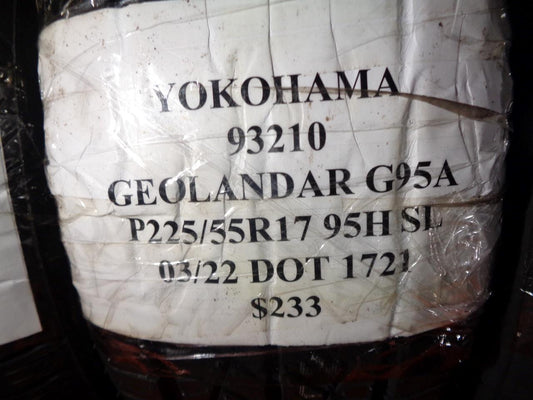 YOKOHAMA
93210
GEOLANDAR G95A
P225/55R17 95H SL
03/22 DOT 1721
$233